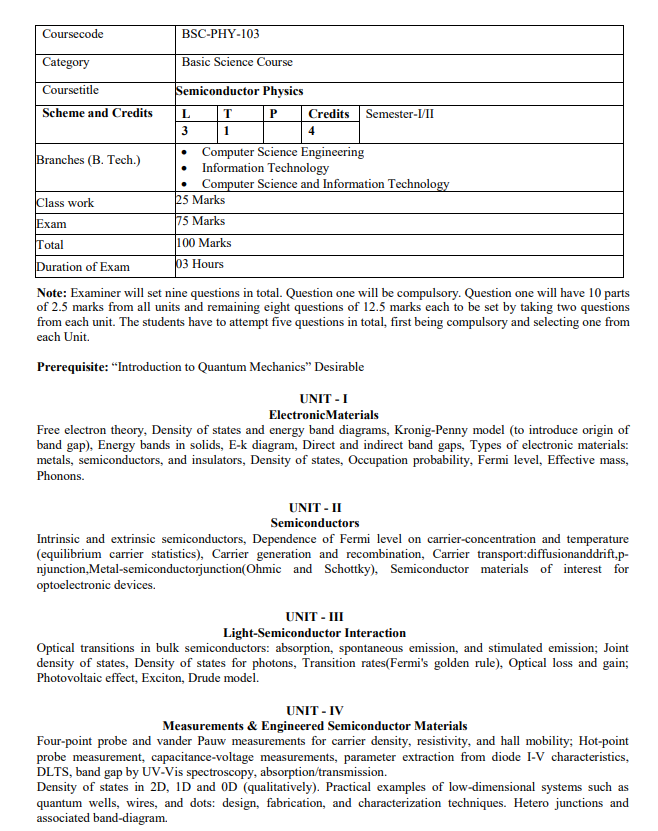 Coursecode BSC-PHY-103
Category Basic Science Course
Coursetitle Semiconductor Physics
Scheme and Credits L T P Credits Semester-I/II
3 1 4
Branches (B. Tech.)
• Computer Science Engineering
• Information Technology
• Computer Science and Information Technology
Class work 25 Marks
Exam 75 Marks
Total 100 Marks
Duration of Exam 03 Hours
Note: Examiner will set nine questions in total. Question one will be compulsory. Question one will have 10 parts
of 2.5 marks from all units and remaining eight questions of 12.5 marks each to be set by taking two questions
from each unit. The students have to attempt five questions in total, first being compulsory and selecting one from
each Unit.
Prerequisite: “Introduction to Quantum Mechanics” Desirable
UNIT - I
ElectronicMaterials
Free electron theory, Density of states and energy band diagrams, Kronig-Penny model (to introduce origin of
band gap), Energy bands in solids, E-k diagram, Direct and indirect band gaps, Types of electronic materials:
metals, semiconductors, and insulators, Density of states, Occupation probability, Fermi level, Effective mass,
Phonons.
UNIT - II
Semiconductors
Intrinsic and extrinsic semiconductors, Dependence of Fermi level on carrier-concentration and temperature
(equilibrium carrier statistics), Carrier generation and recombination, Carrier transport:diffusionanddrift,p-
njunction,Metal-semiconductorjunction(Ohmic and Schottky), Semiconductor materials of interest for
optoelectronic devices.
UNIT - III
Light-Semiconductor Interaction
Optical transitions in bulk semiconductors: absorption, spontaneous emission, and stimulated emission; Joint
density of states, Density of states for photons, Transition rates(Fermi's golden rule), Optical loss and gain;
Photovoltaic effect, Exciton, Drude model.
UNIT - IV
Measurements & Engineered Semiconductor Materials
Four-point probe and vander Pauw measurements for carrier density, resistivity, and hall mobility; Hot-point
probe measurement, capacitance-voltage measurements, parameter extraction from diode I-V characteristics,
DLTS, band gap by UV-Vis spectroscopy, absorption/transmission.
Density of states in 2D, 1D and 0D (qualitatively). Practical examples of low-dimensional systems such as
quantum wells, wires, and dots: design, fabrication, and characterization techniques. Hetero junctions and
associated band-diagram.